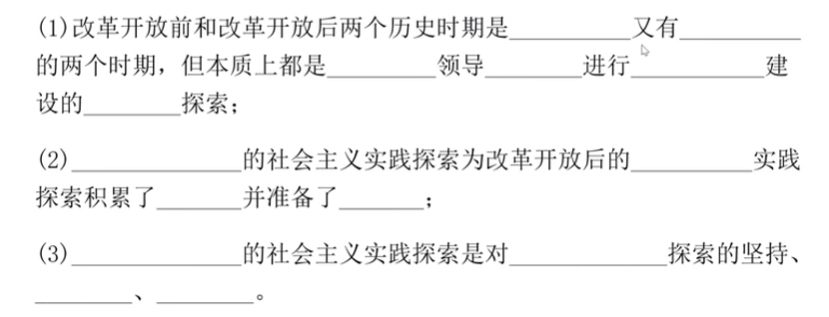 (1)改革开放前和改革开放后两个历史时期是__________又有__________
的两个时期，但本质上都是_________领导________进行___________建
设的________探索；
(2)______________的社会主义实践探索为改革开放后的__________实践
探索积累了_______并准备了_______；
(3)______________的社会主义实践探索是对_____________探索的坚持、
________、________。